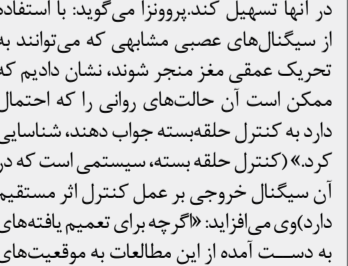 در آنها تسهیل کند.پروونزا می‌گوید: با استفاده
از سیگنال‌های عصبی مشابهی که می‌توانند به
تحریک عمقی مغز منجر شوند، نشان دادیم که
ممکن است آن حالت‌های روانی را که احتمال
دارد به کنترل حلقه‌بسته جواب دهند، شناسایی
کرد.» (کنترل حلقه بسته، سیستمی است که در
آن سیگنال خروجی بر عمل کنترل اثر مستقیم
دارد)وی می‌افزاید: «اگرچه برای تعمیم یافته‌های
به دست آمده از این مطالعات به موقعیت‌های